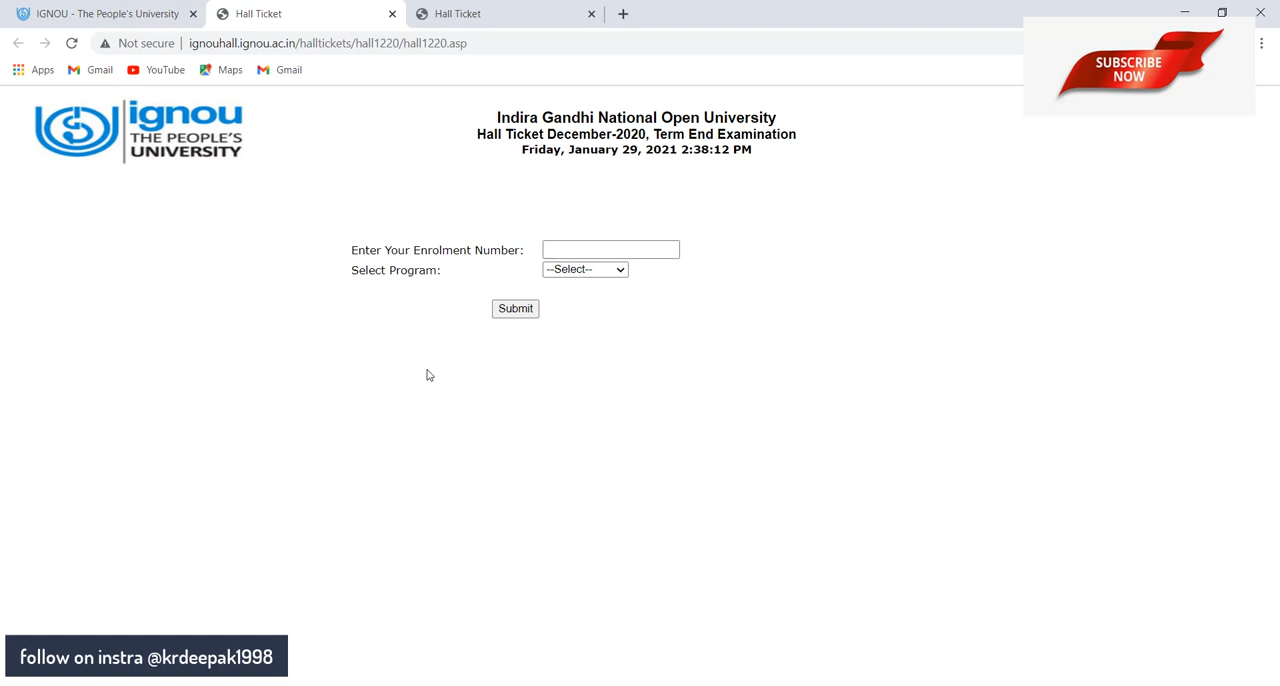 IGNOU - The People's University
Hall Ticket
Hall Ticket
Not secure | ignouhall.ignou.ac.in/halltickets/hall1220/hall1220.asp
Apps Gmail YouTube Maps Gmail
SUBSCRIBE
NOW
ignou
THE PEOPLE'S
UNIVERSITY
Indira Gandhi National Open University
Hall Ticket December-2020, Term End Examination
Friday, January 29, 2021 2:38:12 PM
Enter Your Enrolment Number:
Select Program: --Select--
Submit
follow on instra @krdeepak1998